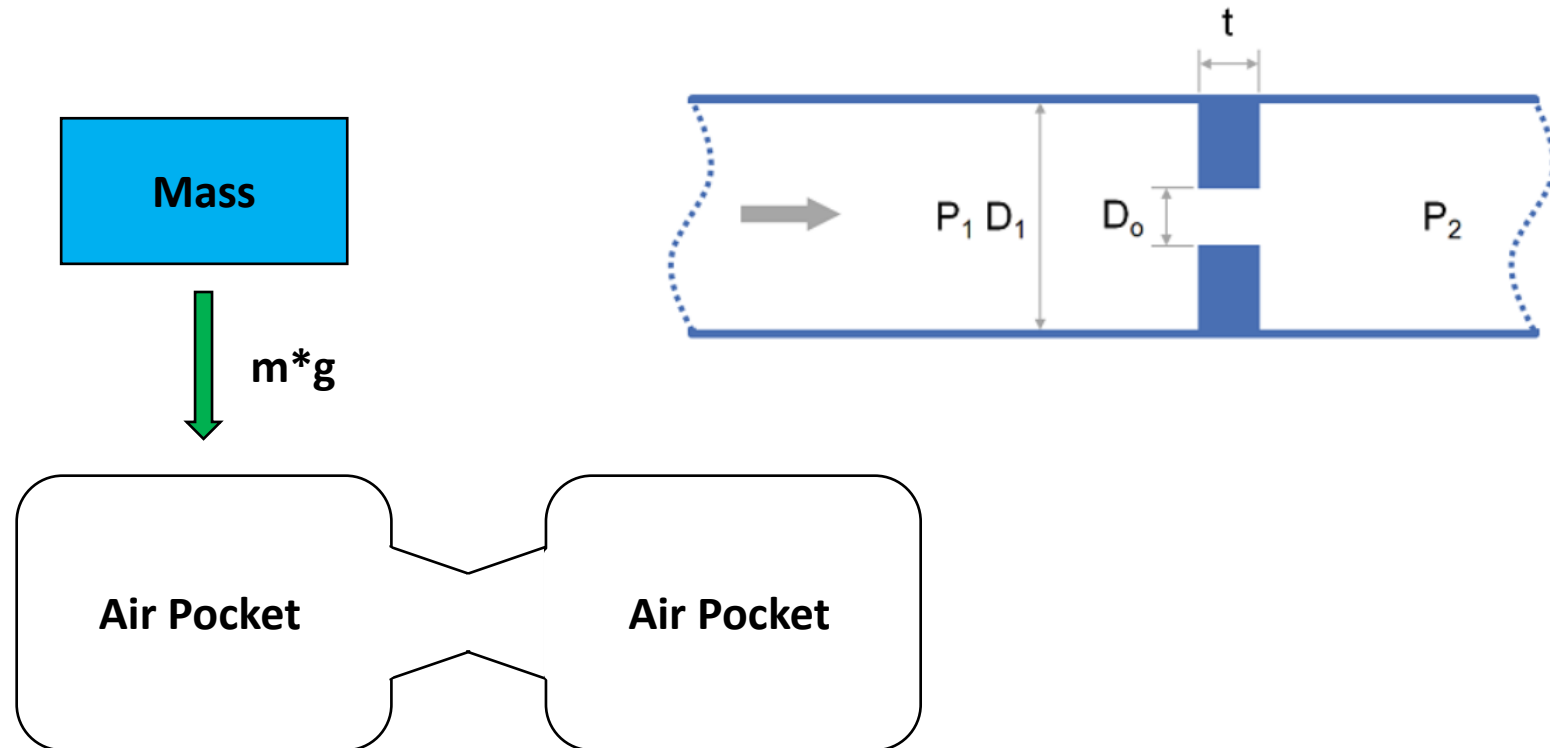 t
Mass
P₁ D₁
Dₒ
P₂
m*g
Air Pocket
Air Pocket